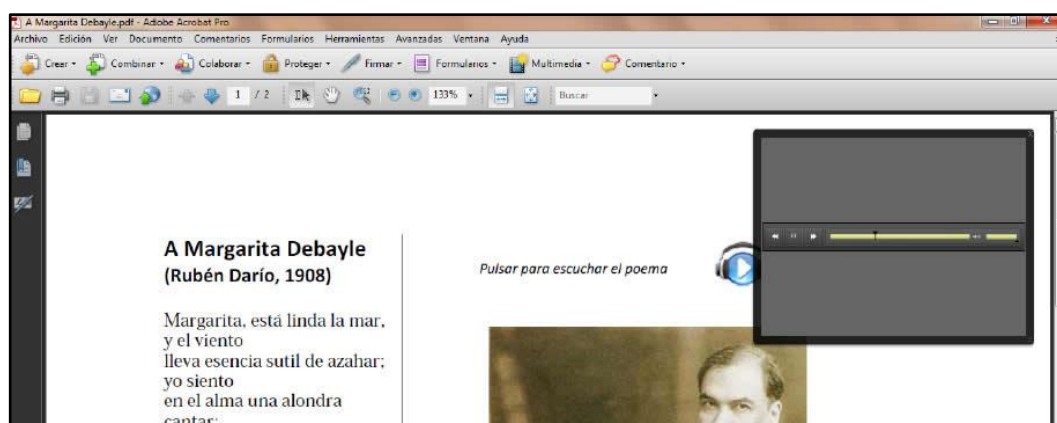 A Margarita Debayle.pdf - Adobe Acrobat Pro
Archivo Edición Ver Documento Comentarios Formularios Herramientas Avanzadas Ventana Ayuda
Crear Combinar Colaborar Proteger Firmar Formularios Multimedia Comentario
1 / 2 133% Buscar
A Margarita Debayle
(Rubén Darío, 1908)
Pulsar para escuchar el poema
Margarita, está linda la mar,
y el viento
lleva esencia sutil de azahar;
yo siento
en el alma una alondra
cantar: